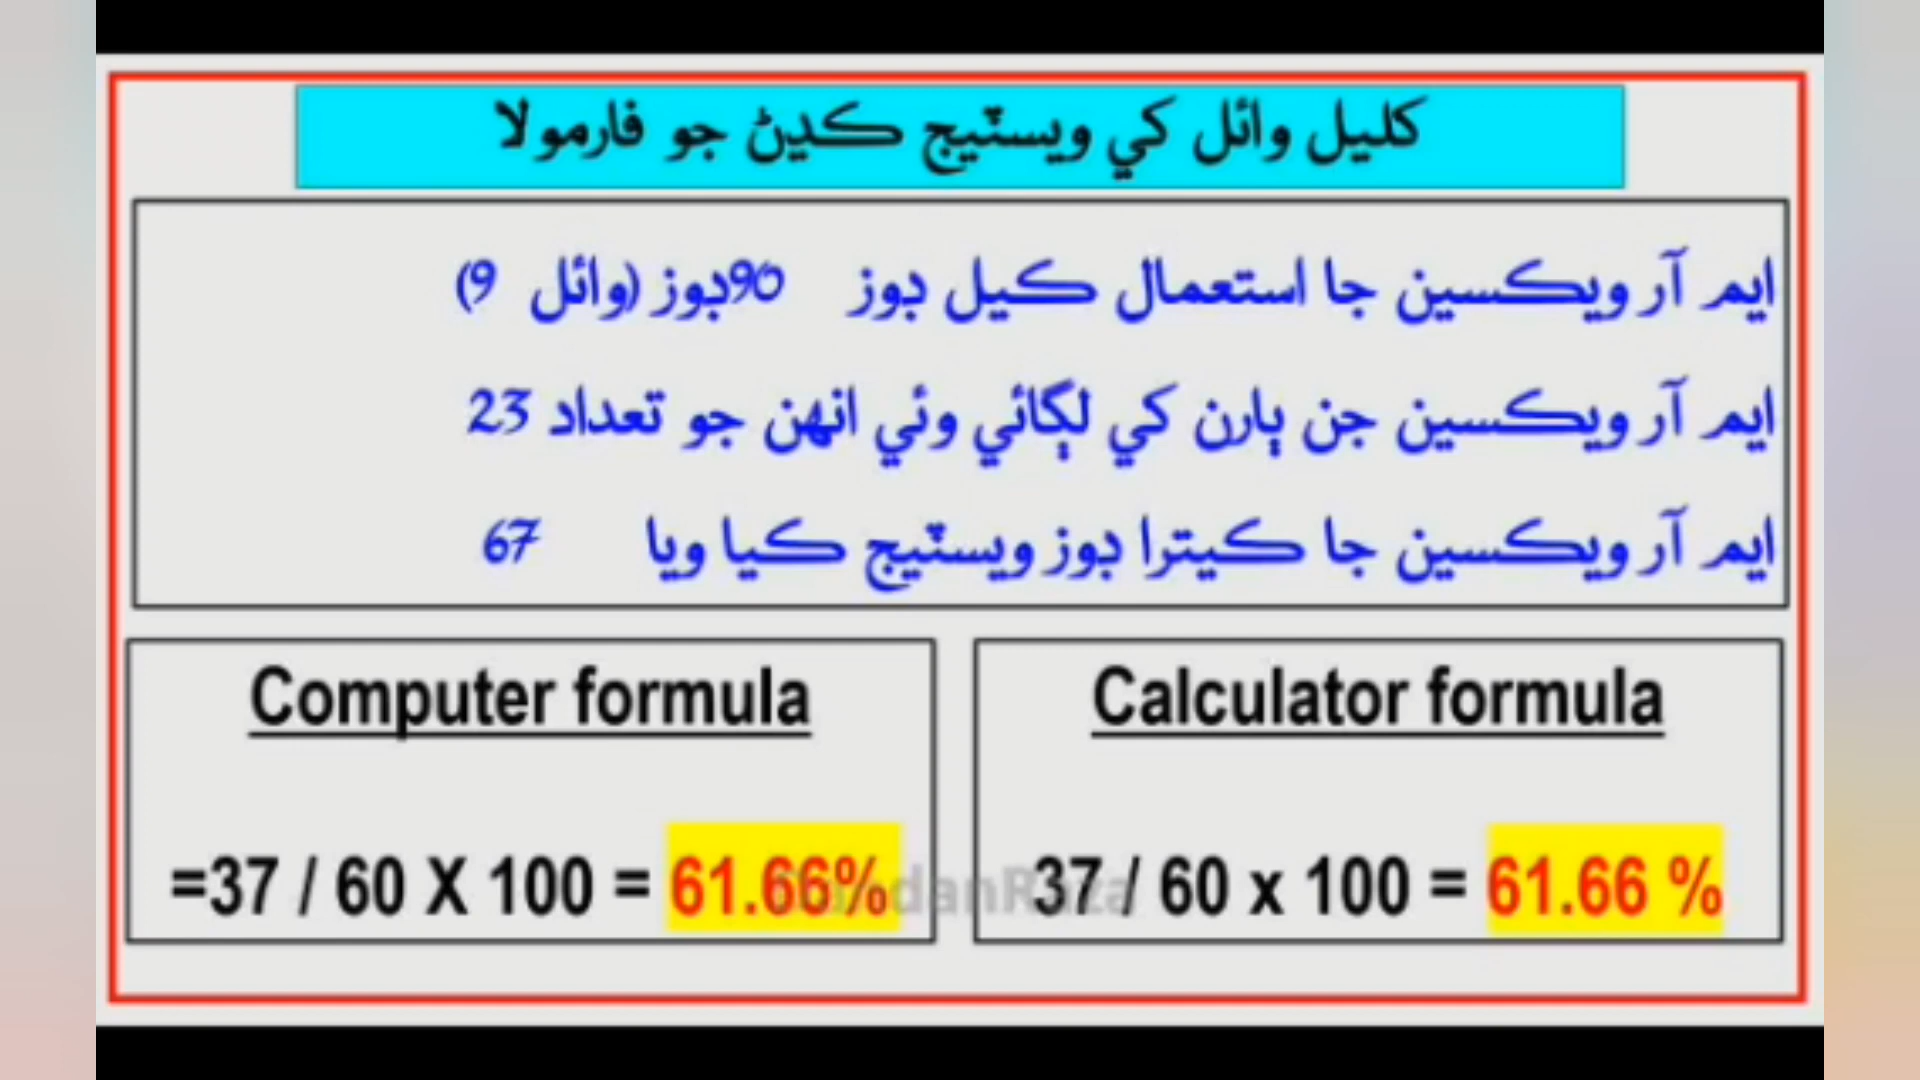 کليل وائل کي ويسٽيج ڪڍڻ جو فارمولا
ايم آر ويڪسين جا استعمال ڪيل ڊوز 90ڊوز (وائل 9)
ايم آر ويڪسين جن ٻارن کي لڳائي وئي انهن جو تعداد 23
ايم آر ويڪسين جا ڪيترا ڊوز ويسٽيج ڪيا ويا 67
Computer formula
=37 / 60 X 100 = 61.66%
Calculator formula
37 / 60 x 100 = 61.66 %